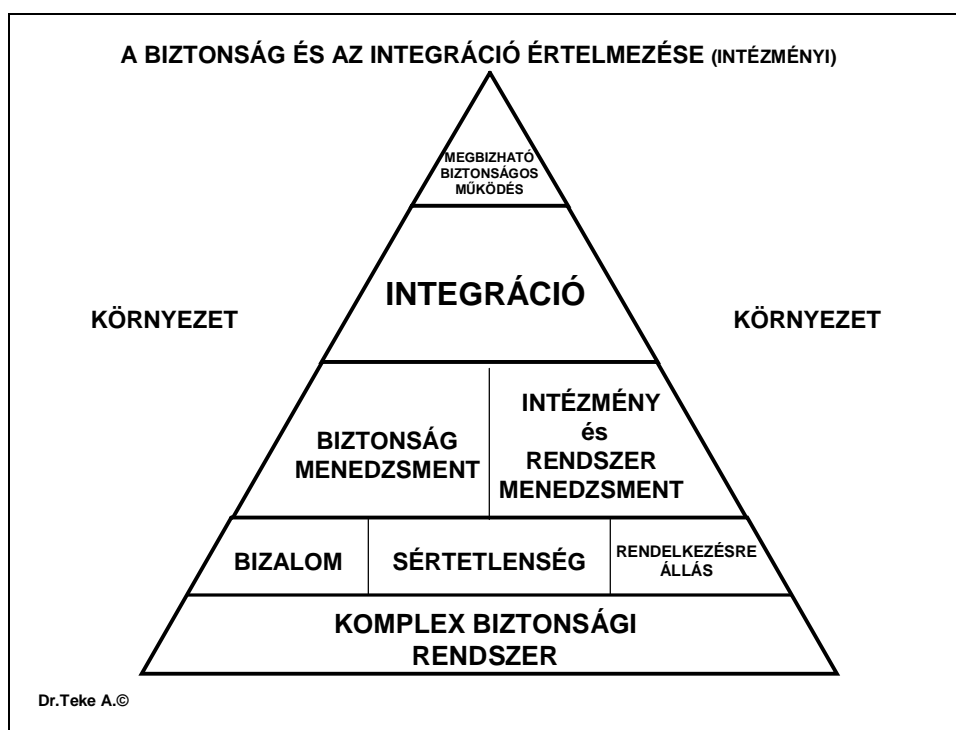 A BIZTONSÁG ÉS AZ INTEGRÁCIÓ ÉRTELMEZÉSE (INTÉZMÉNYI)
MEGBIZHATÓ
BIZTONSÁGOS
MŰKÖDÉS
INTEGRÁCIÓ
KÖRNYEZET
KÖRNYEZET
BIZTONSÁG
MENEDZSMENT
INTÉZMÉNY
és
RENDSZER
MENEDZSMENT
BIZALOM
SÉRTETLENSÉG
RENDELKEZÉSRE
ÁLLÁS
KOMPLEX BIZTONSÁGI
RENDSZER
Dr.Teke A.©